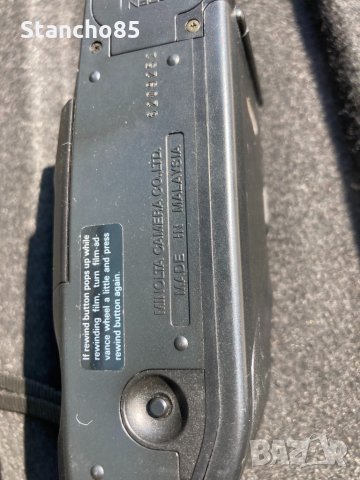 Stancho85
MINOLTA CAMERA CO., LTD.
MADE IN MALAYSIA
If rewind button pops up while
rewinding film, turn film-ad-
vance wheel a little and press
rewind button again.
BAZAR